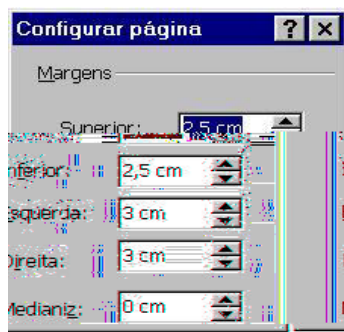 Configurar página
Margens
Superior: 2,5 cm
Inferior: 2,5 cm
Esquerda: 3 cm
Direita: 3 cm
Medianiz: 0 cm